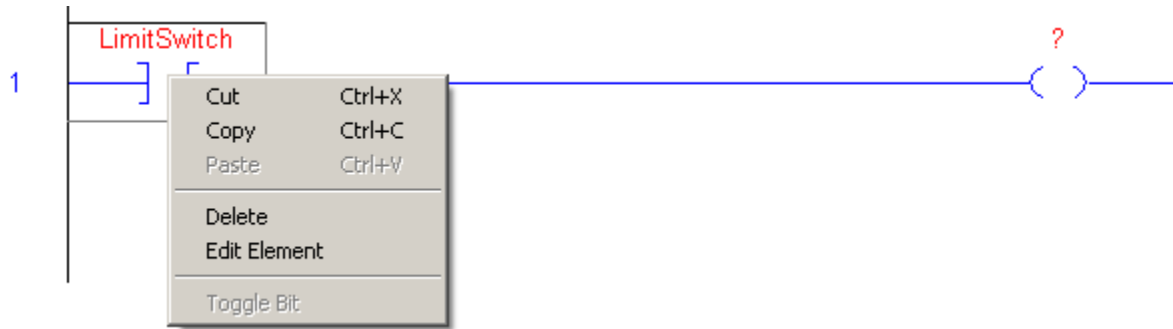 LimitSwitch
?
1
Cut Ctrl+X
Copy Ctrl+C
Paste Ctrl+V
Delete
Edit Element
Toggle Bit